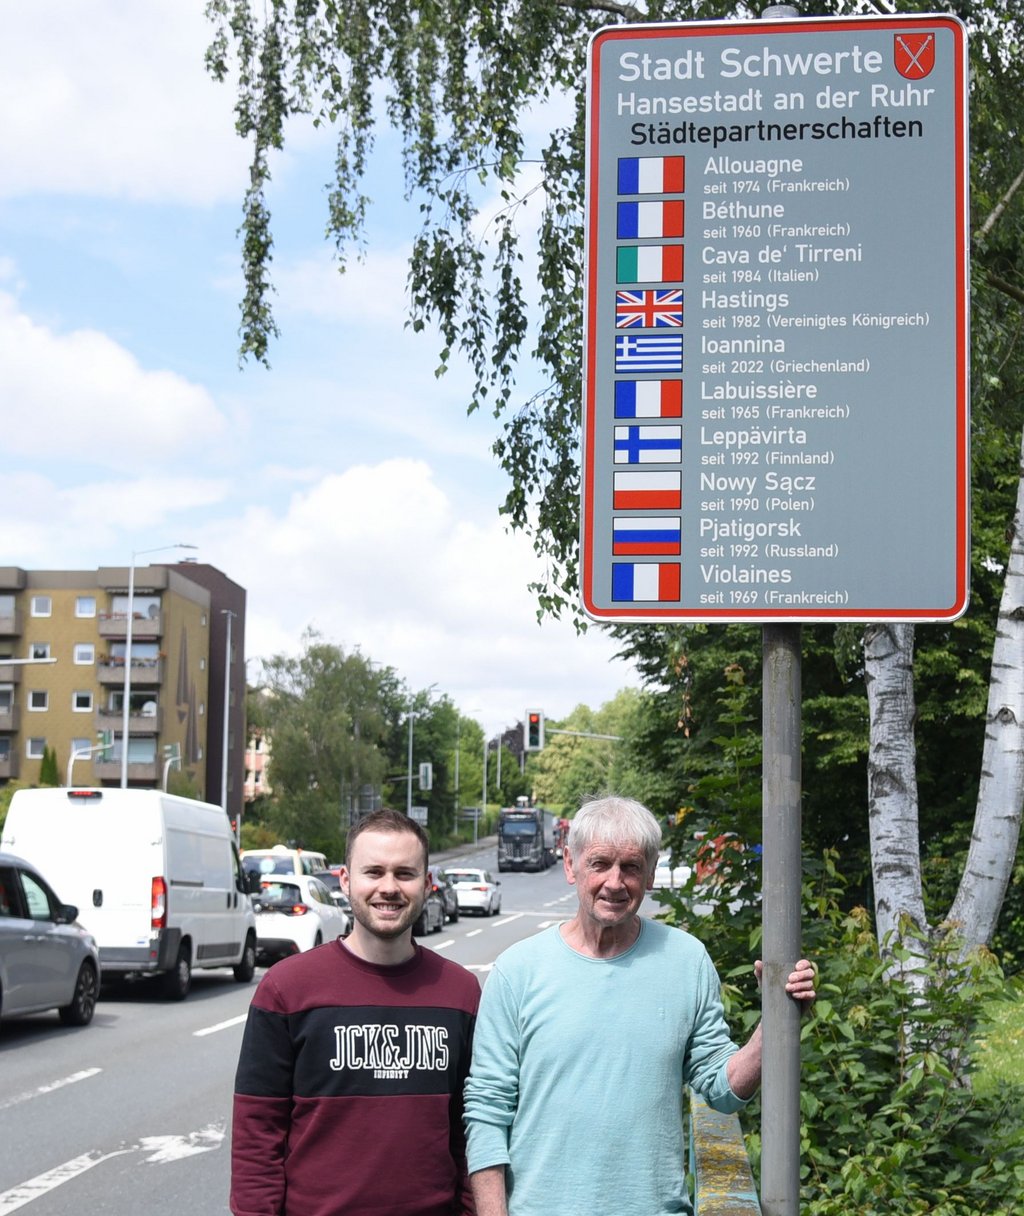 Stadt Schwerte
Hansestadt an der Ruhr
Städtepartnerschaften
Allouagne
seit 1974 (Frankreich)
Béthune
seit 1960 (Frankreich)
Cava de' Tirreni
seit 1984 (Italien)
Hastings
seit 1982 (Vereinigtes Königreich)
Ioannina
seit 2022 (Griechenland)
Labuissière
seit 1965 (Frankreich)
Leppävirta
seit 1992 (Finnland)
Nowy Sącz
seit 1990 (Polen)
Pjatigorsk
seit 1992 (Russland)
Violaines
seit 1969 (Frankreich)
JCK&JNS
INFINITY